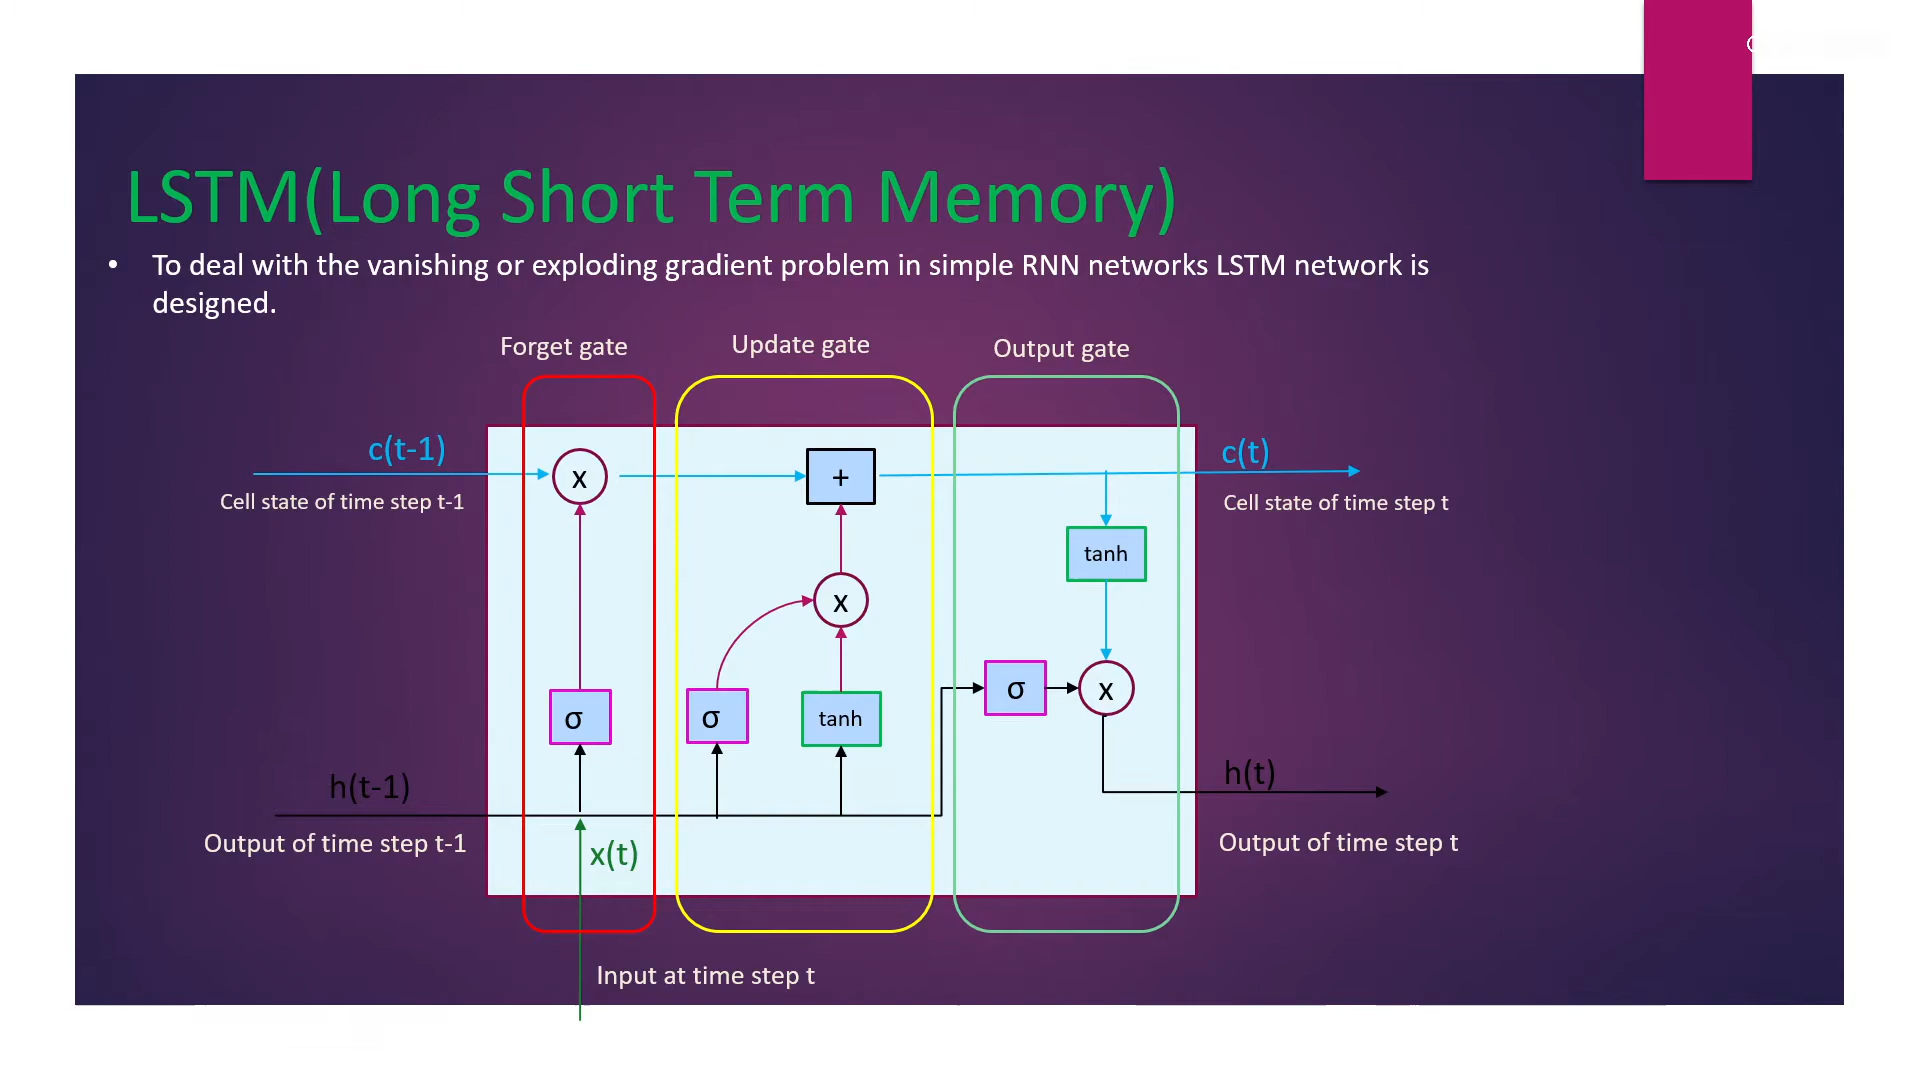 LSTM(Long Short Term Memory)
• To deal with the vanishing or exploding gradient problem in simple RNN networks LSTM network is
designed.
Forget gate
Update gate
Output gate
c(t-1)
Cell state of time step t-1
x
+
c(t)
Cell state of time step t
tanh
x
σ
σ
tanh
σ
x
h(t-1)
Output of time step t-1
x(t)
h(t)
Output of time step t
Input at time step t